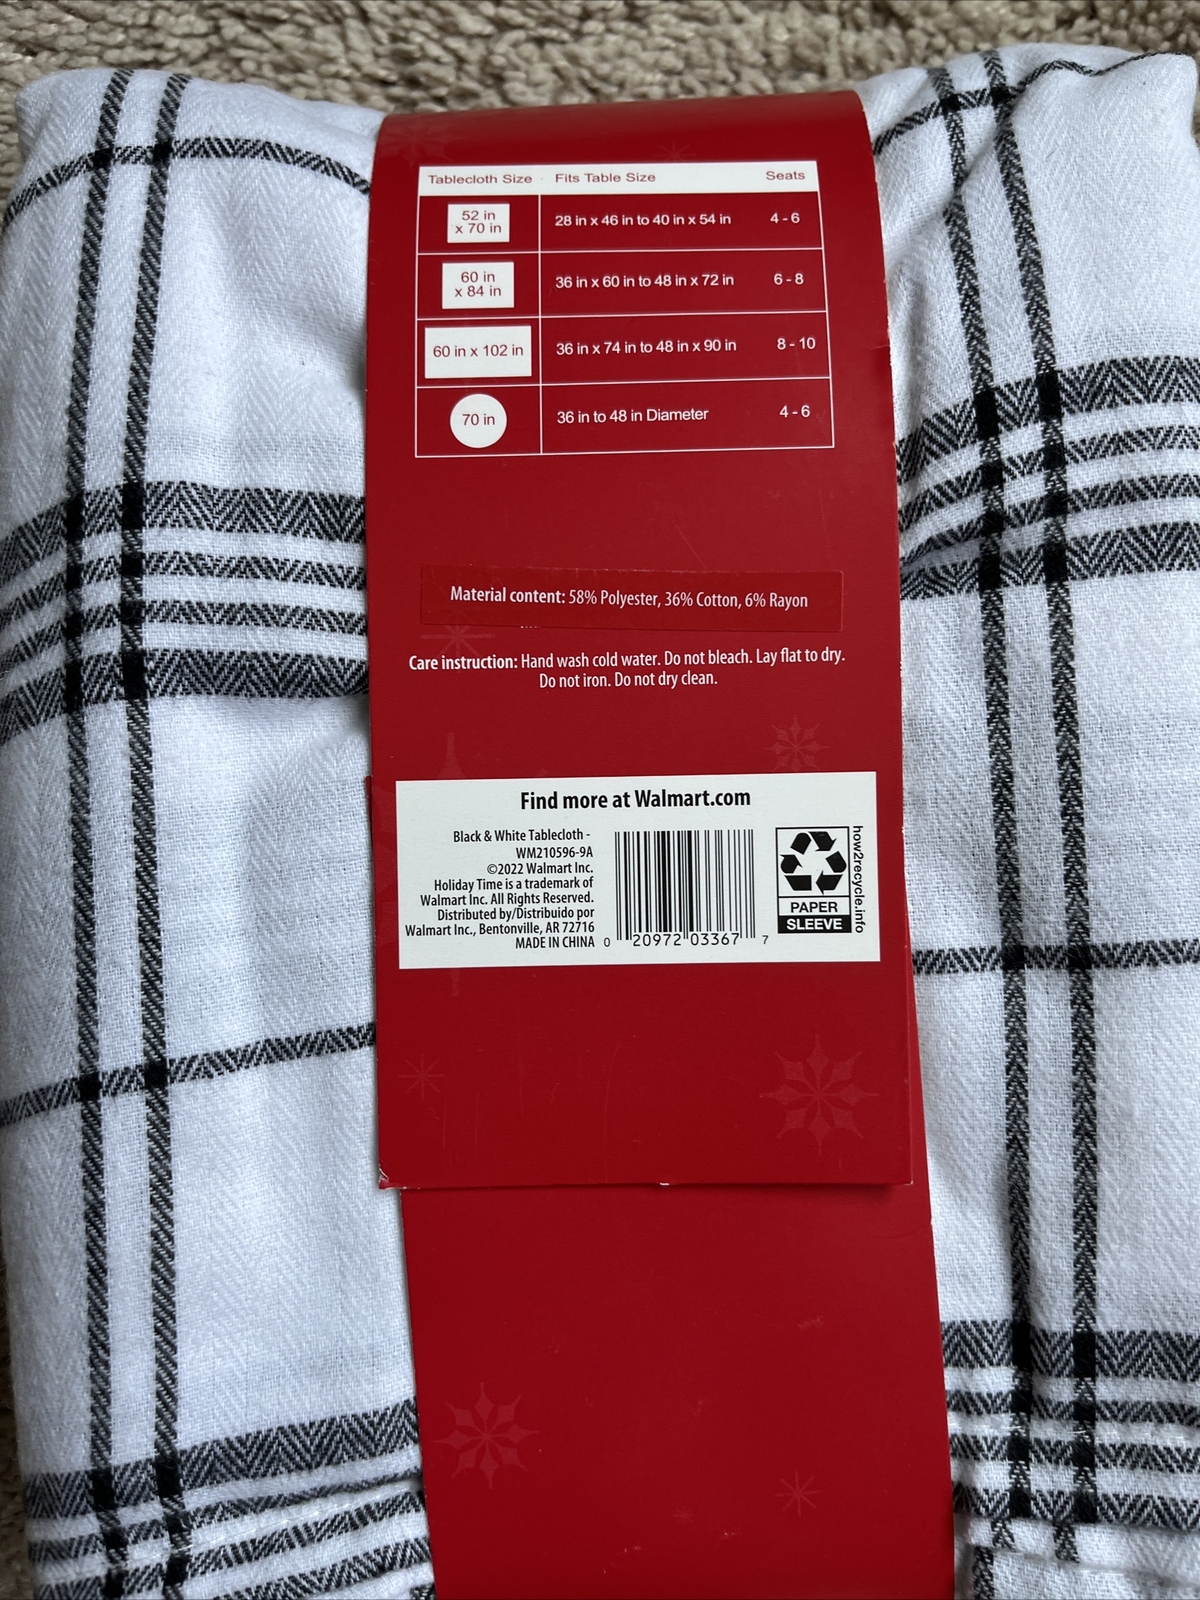 Tablecloth Size Fits Table Size Seats
52 in
x 70 in
28 in x 46 in to 40 in x 54 in 4 - 6
60 in
x 84 in
36 in x 60 in to 48 in x 72 in 6 - 8
60 in x 102 in 36 in x 74 in to 48 in x 90 in 8 - 10
70 in 36 in to 48 in Diameter 4 - 6
Material content: 58% Polyester, 36% Cotton, 6% Rayon
Care instruction: Hand wash cold water. Do not bleach. Lay flat to dry.
Do not iron. Do not dry clean.
Find more at Walmart.com
Black & White Tablecloth -
WM210596-9A
©2022 Walmart Inc.
Holiday Time is a trademark of
Walmart Inc. All Rights Reserved.
Distributed by/Distribuido por
Walmart Inc., Bentonville, AR 72716
MADE IN CHINA
0 20972 03367 7
PAPER
SLEEVE
how2recycle.info